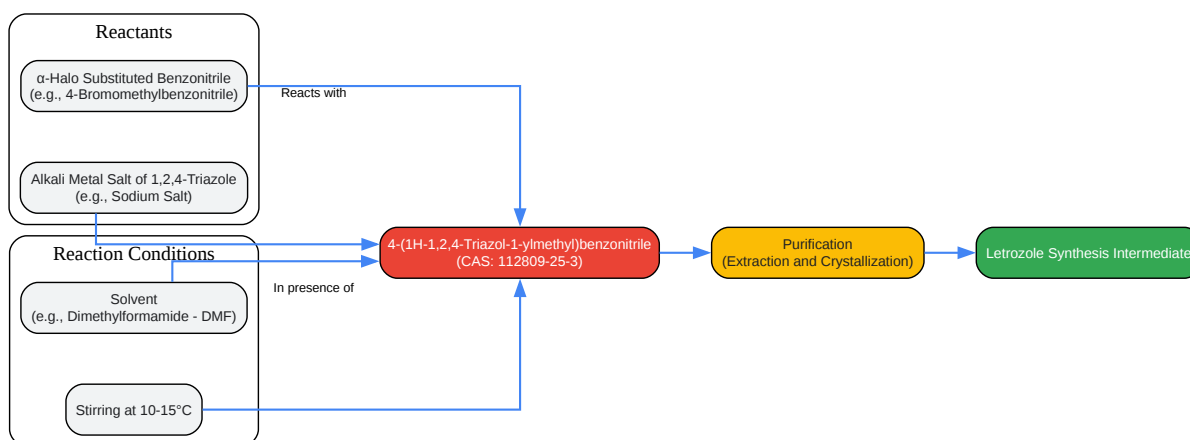 Reactants
α-Halo Substituted Benzonitrile
(e.g., 4-Bromomethylbenzonitrile)
Reacts with
Alkali Metal Salt of 1,2,4-Triazole
(e.g., Sodium Salt)
Reaction Conditions
In presence of
Solvent
(e.g., Dimethylformamide - DMF)
Stirring at 10-15°C
4-(1H-1,2,4-Triazol-1-ylmethyl)benzonitrile
(CAS: 112809-25-3)
Purification
(Extraction and Crystallization)
Letrozole Synthesis Intermediate